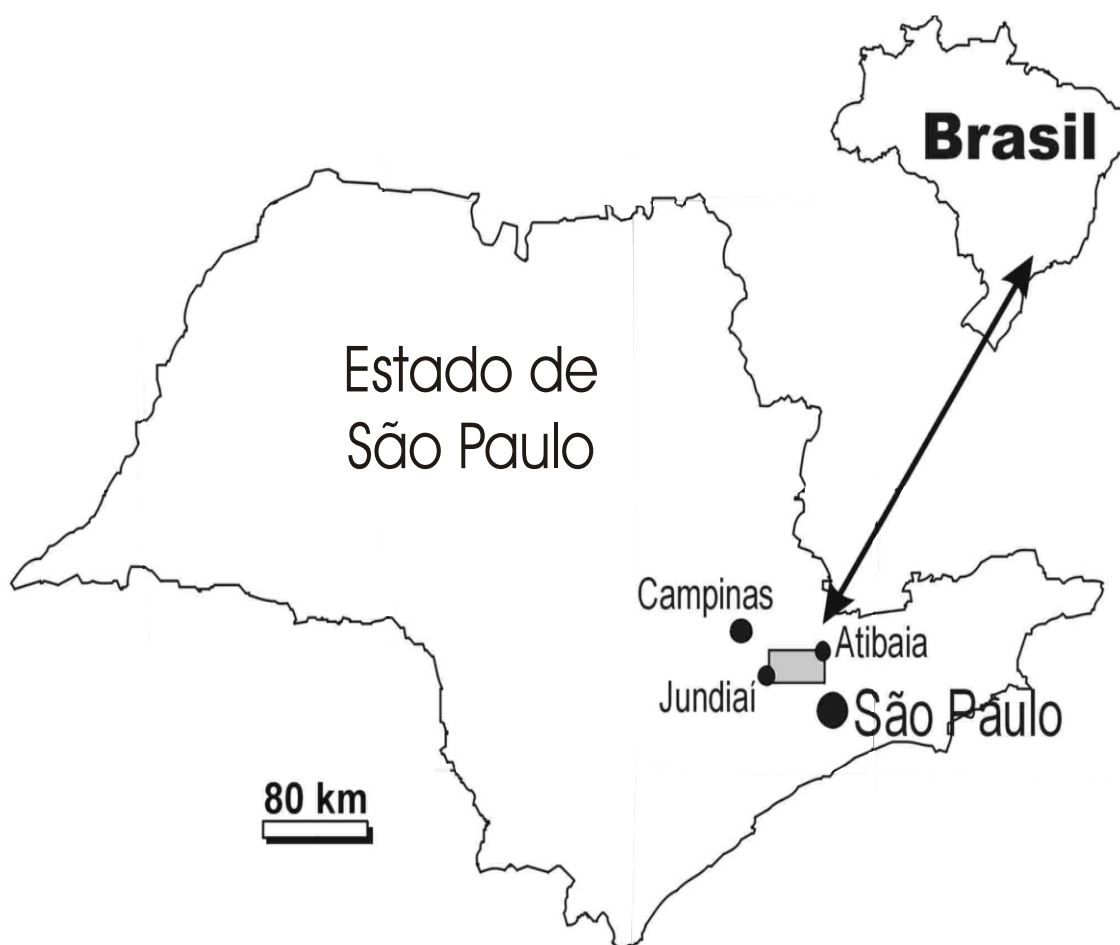 Brasil
Estado de
São Paulo
Campinas
Atibaia
Jundiaí
São Paulo
80 km